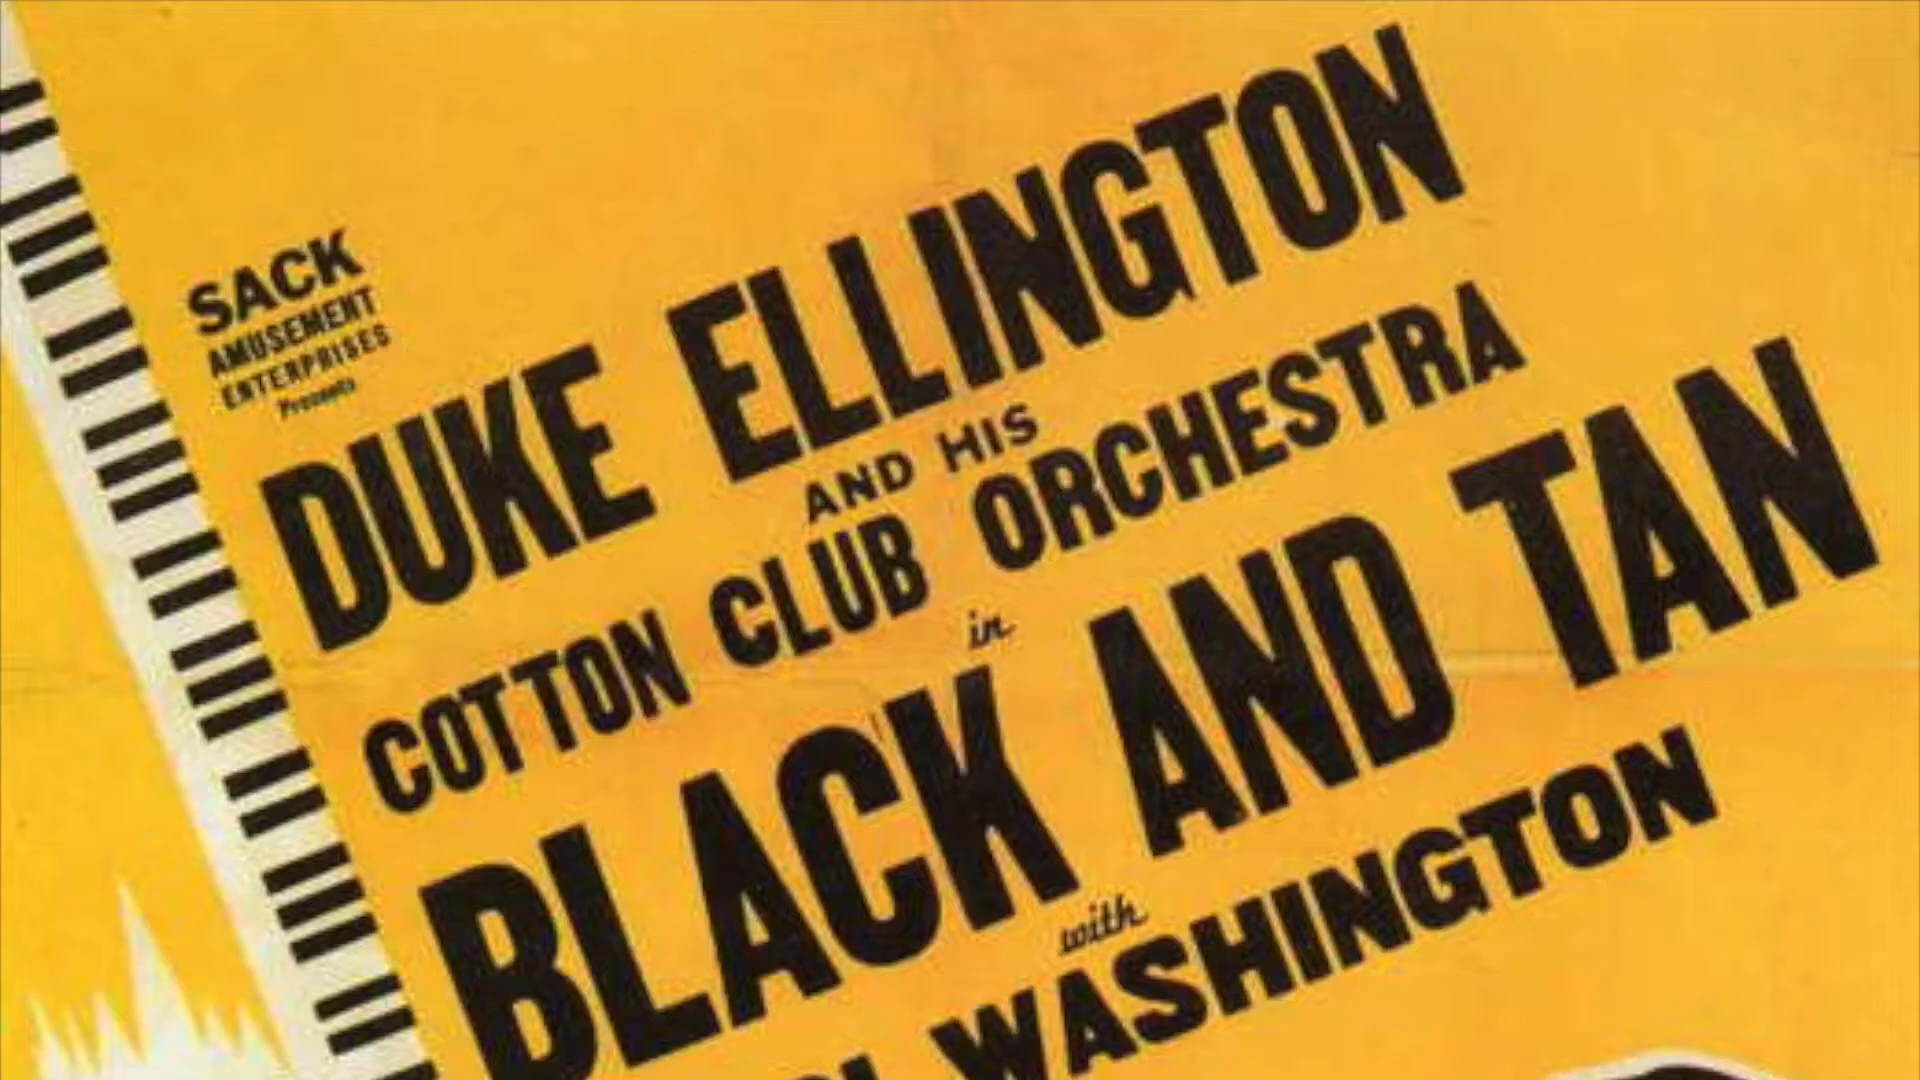 SACK
AMUSEMENT
ENTERPRISES
Presents
DUKE ELLINGTON
AND HIS
COTTON CLUB ORCHESTRA
in
BLACK AND TAN
with
WASHINGTON